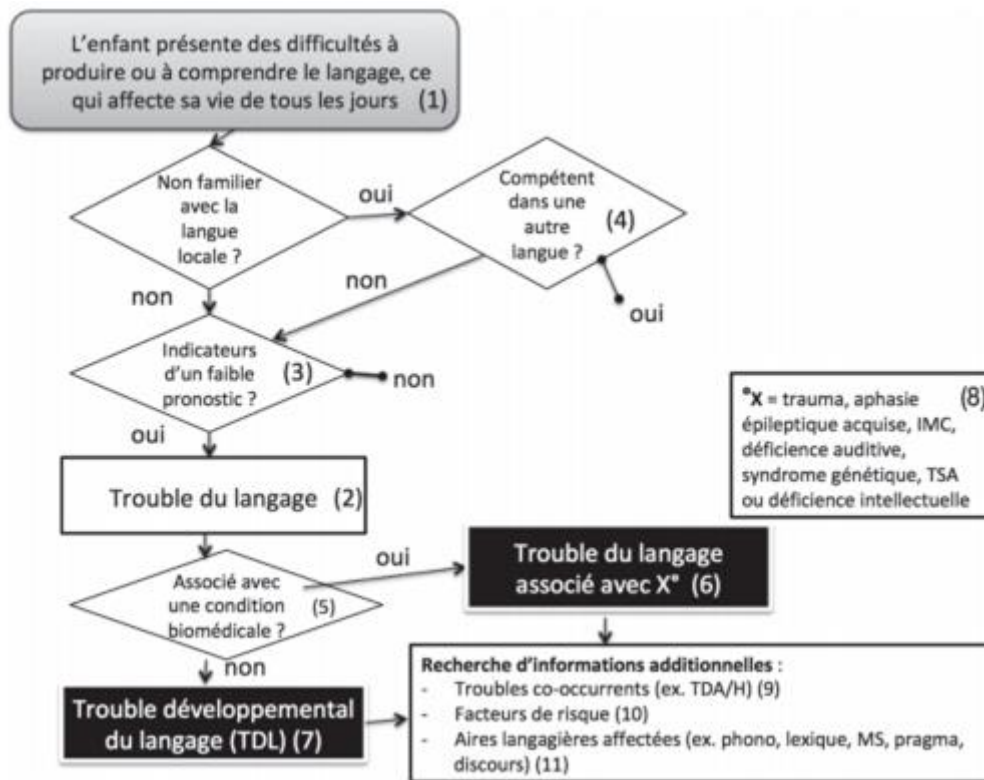 L'enfant présente des difficultés à
produire ou à comprendre le langage, ce
qui affecte sa vie de tous les jours (1)
Non familier
avec la
langue
locale ?
oui
Compétent
dans une
autre
langue ?
(4)
non
non
oui
Indicateurs
d'un faible
pronostic ?
(3)
non
oui
°X = trauma, aphasie (8)
épileptique acquise, IMC,
déficience auditive,
syndrome génétique, TSA
ou déficience intellectuelle
Trouble du langage (2)
Associé avec
une condition
biomédicale ?
(5)
oui
Trouble du langage
associé avec X° (6)
non
Trouble développemental
du langage (TDL) (7)
Recherche d'informations additionnelles :
- Troubles co-occurrents (ex. TDA/H) (9)
- Facteurs de risque (10)
- Aires langagières affectées (ex. phono, lexique, MS, pragma,
discours) (11)